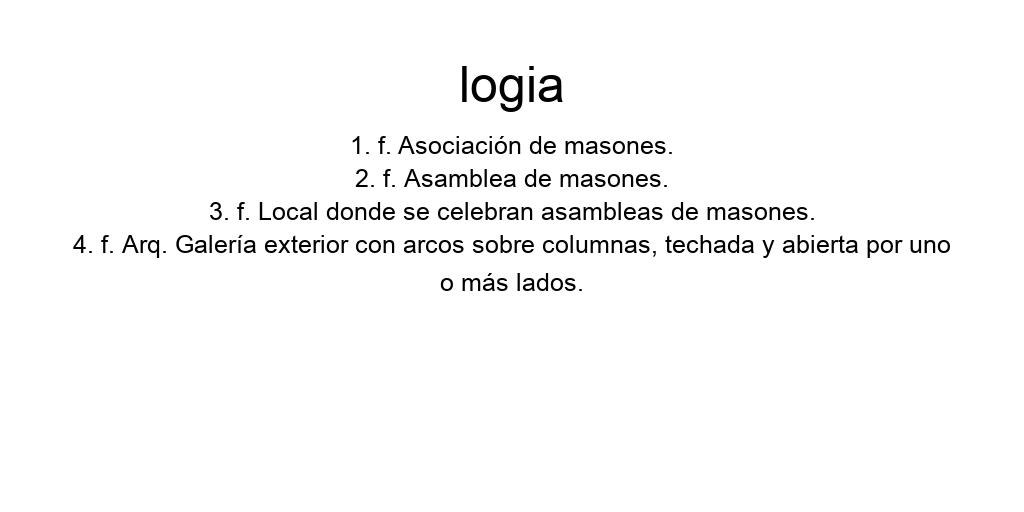 logia
1. f. Asociación de masones.
2. f. Asamblea de masones.
3. f. Local donde se celebran asambleas de masones.
4. f. Arq. Galería exterior con arcos sobre columnas, techada y abierta por uno
o más lados.